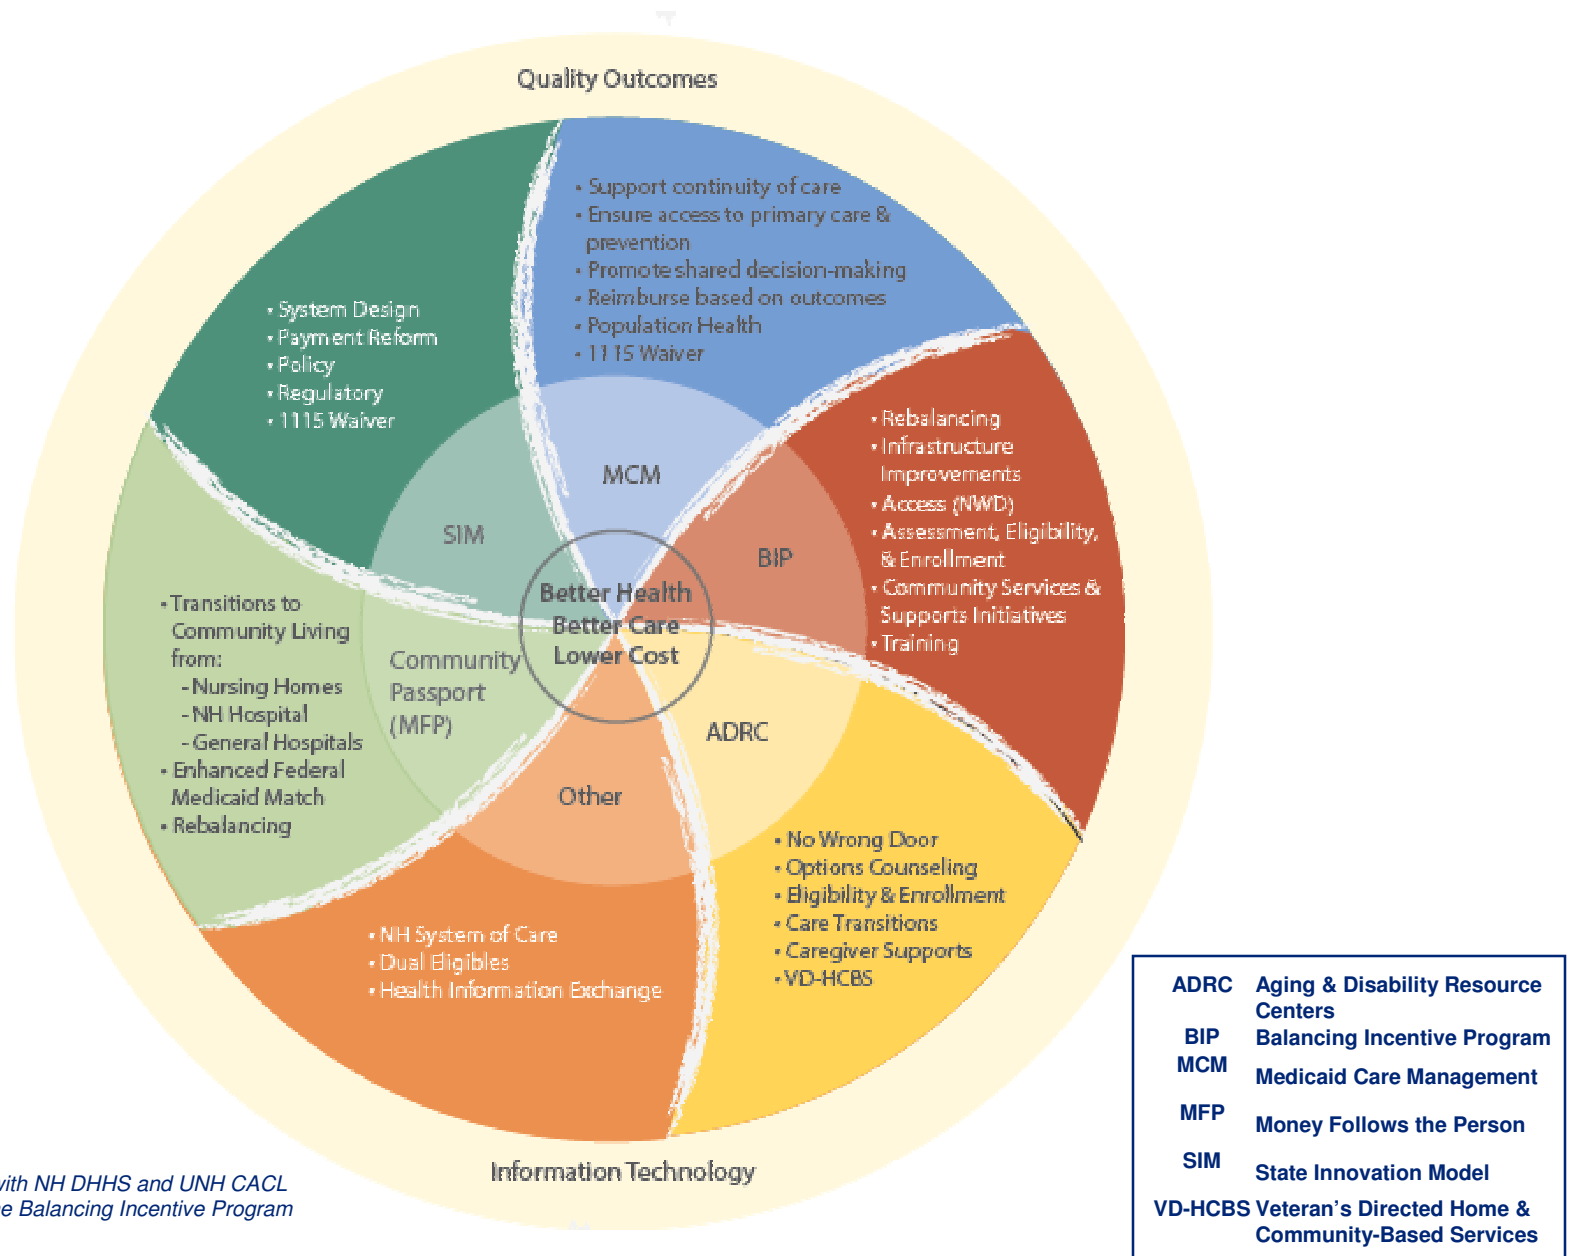 Quality Outcomes
• Support continuity of care
• Ensure access to primary care &
prevention
• Promote shared decision-making
• Reimburse based on outcomes
• Population Health
• 1115 Waiver
MCM
• System Design
• Payment Reform
• Policy
• Regulatory
• 1115 Waiver
SIM
• Rebalancing
• Infrastructure
Improvements
• Access (NWD)
• Assessment, Eligibility,
& Enrollment
• Community Services &
Supports Initiatives
• Training
BIP
Better Health
Better Care
Lower Cost
• Transitions to
Community Living
from:
- Nursing Homes
- NH Hospital
- General Hospitals
• Enhanced Federal
Medicaid Match
• Rebalancing
Community
Passport
(MFP)
ADRC
• No Wrong Door
• Options Counseling
• Eligibility & Enrollment
• Care Transitions
• Caregiver Supports
• VD-HCBS
Other
• NH System of Care
• Dual Eligibles
• Health Information Exchange
Information Technology
with NH DHHS and UNH CACL
Balancing Incentive Program
ADRC Aging & Disability Resource
Centers
BIP Balancing Incentive Program
MCM Medicaid Care Management
MFP Money Follows the Person
SIM State Innovation Model
VD-HCBS Veteran’s Directed Home &
Community-Based Services